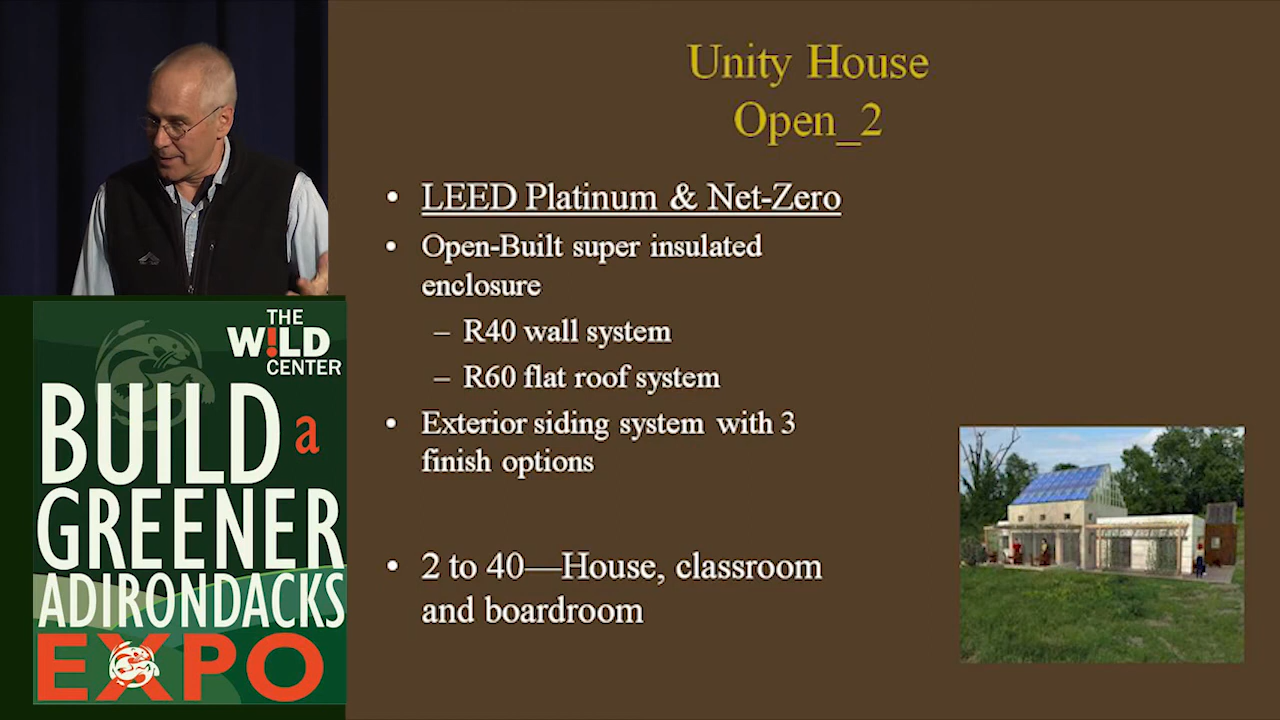 THE
W!LD
CENTER
BUILD a
GREENER
ADIRONDACKS
EXPO
Unity House
Open_2
• LEED Platinum & Net-Zero
• Open-Built super insulated
enclosure
– R40 wall system
– R60 flat roof system
• Exterior siding system with 3
finish options
• 2 to 40—House, classroom
and boardroom